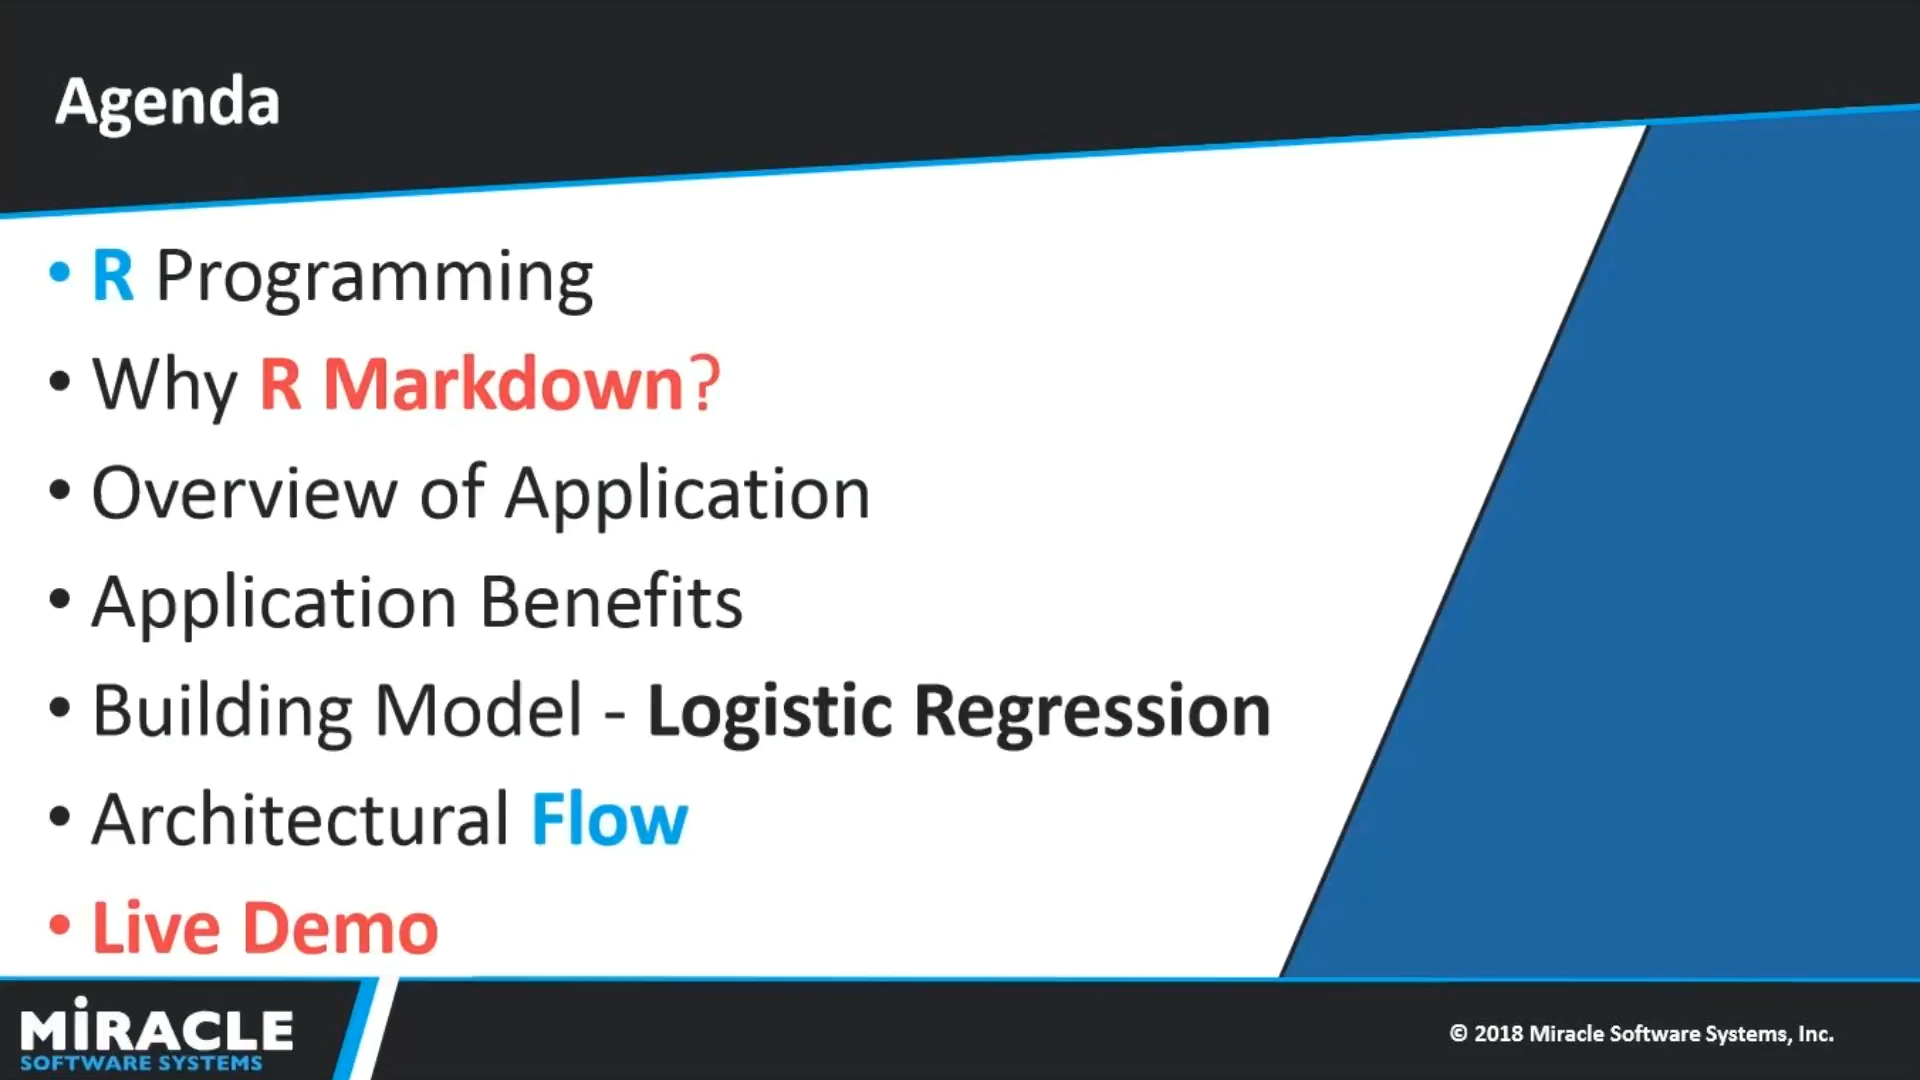 Agenda
• R Programming
• Why R Markdown?
• Overview of Application
• Application Benefits
• Building Model - Logistic Regression
• Architectural Flow
• Live Demo
MiRACLE
SOFTWARE SYSTEMS
© 2018 Miracle Software Systems, Inc.